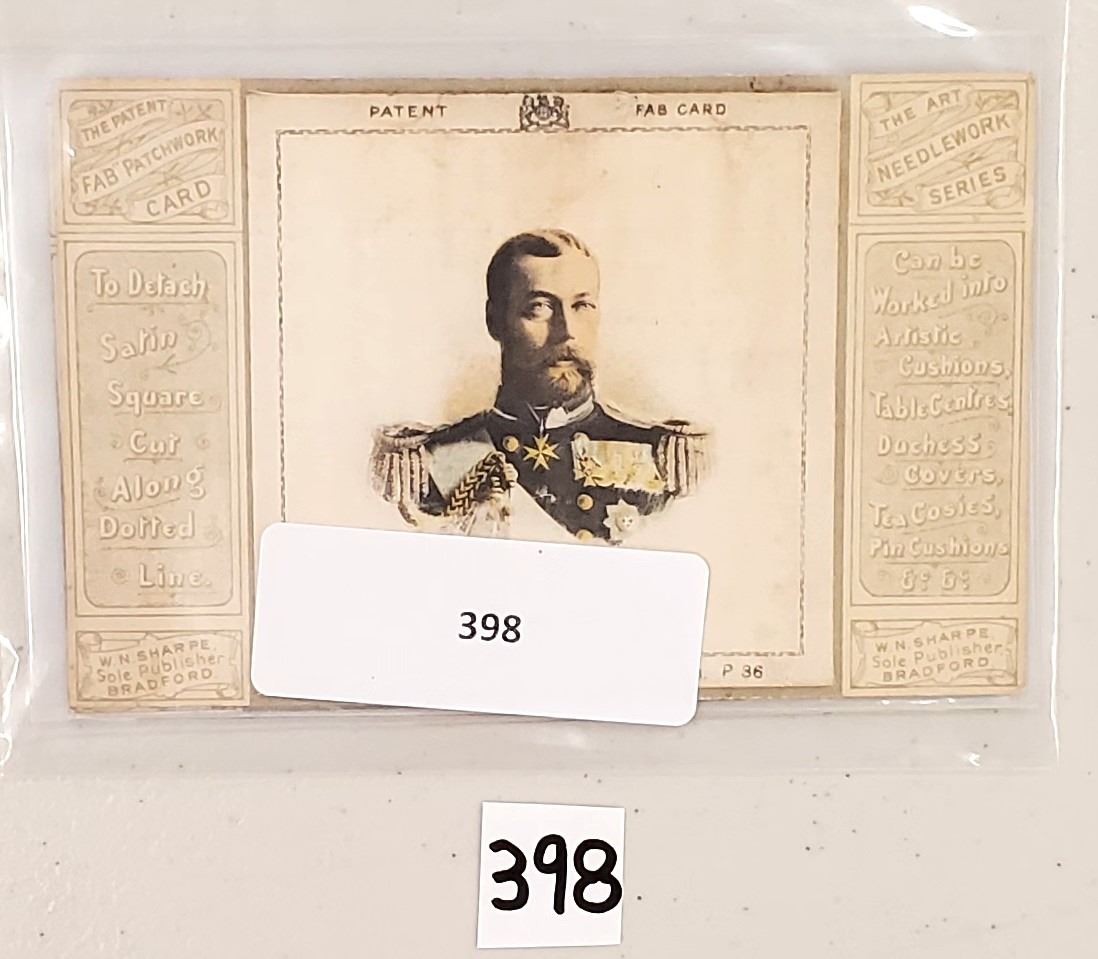 THE PATENT
"FAB" PATCHWORK
CARD
To Detach
Satin
Square
Cut
Along
Dotted
Line.
W.N. SHARPE,
Sole Publisher
BRADFORD
PATENT FAB CARD
398
P 36
THE ART
NEEDLEWORK
SERIES
Can be
Worked into
Artistic
Cushions,
Table Centres,
Duchess
Covers,
Tea Cosies,
Pin Cushions
&c &c
W.N. SHARPE,
Sole Publisher
BRADFORD
398